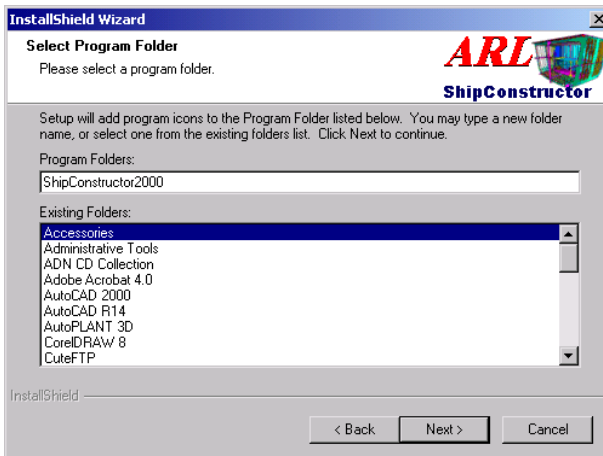 InstallShield Wizard
Select Program Folder
Please select a program folder.
ARL
ShipConstructor
Setup will add program icons to the Program Folder listed below. You may type a new folder
name, or select one from the existing folders list. Click Next to continue.
Program Folders:
ShipConstructor2000
Existing Folders:
Accessories
Administrative Tools
ADN CD Collection
Adobe Acrobat 4.0
AutoCAD 2000
AutoCAD R14
AutoPLANT 3D
CorelDRAW 8
CuteFTP
InstallShield
< Back
Next >
Cancel